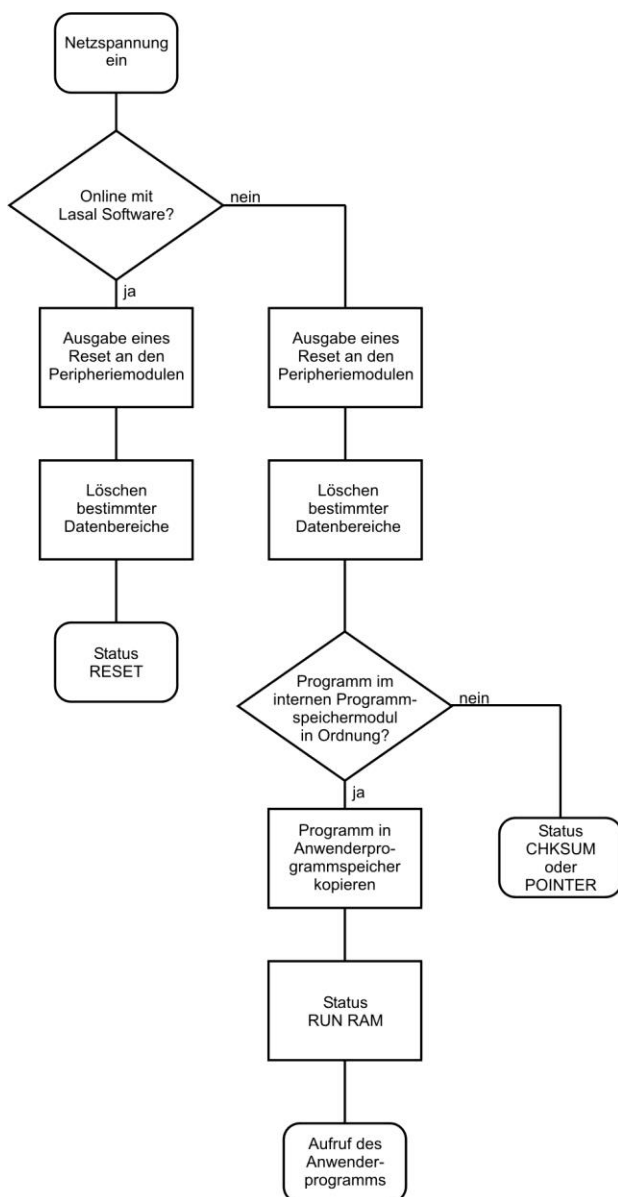 Netzspannung
ein
Online mit
Lasal Software?
nein
ja
Ausgabe eines
Reset an den
Peripheriemodulen
Ausgabe eines
Reset an den
Peripheriemodulen
Löschen
bestimmter
Datenbereiche
Löschen
bestimmter
Datenbereiche
Status
RESET
Programm im
internen Programm-
speichermodul
in Ordnung?
nein
ja
Programm in
Anwenderpro-
grammspeicher
kopieren
Status
CHKSUM
oder
POINTER
Status
RUN RAM
Aufruf des
Anwender-
programms